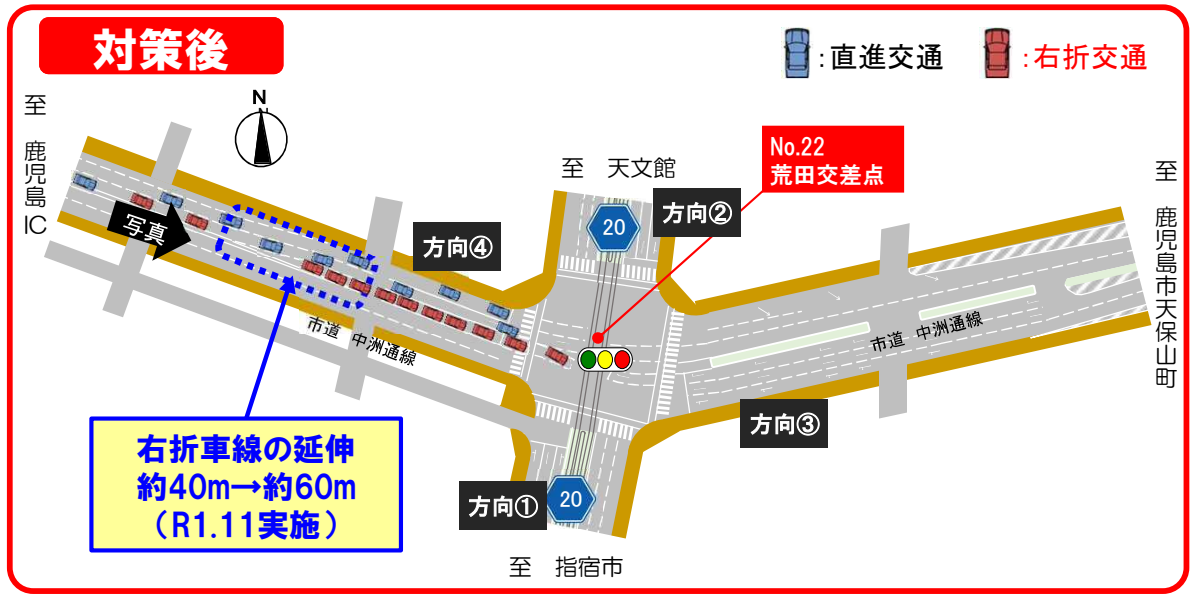 対策後
:直進交通
:右折交通
至 鹿児島IC
N
写真
方向④
至 天文館
20
方向②
No.22
荒田交差点
至 鹿児島市天保山町
市道 中洲通線
市道 中洲通線
方向③
右折車線の延伸
約40m→約60m
（R1.11実施）
方向①
20
至 指宿市